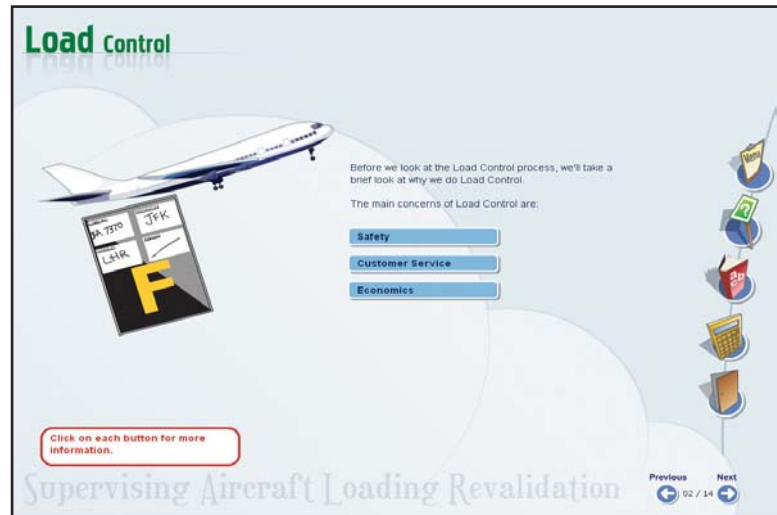 Load Control
Before we look at the Load Control process, we'll take a
brief look at why we do Load Control.
The main concerns of Load Control are:
Safety
Customer Service
Economics
BA 7370
JFK
LHR
F
Menu
?
a b c
Click on each button for more
information.
Supervising Aircraft Loading Revalidation
Previous Next
02 / 14